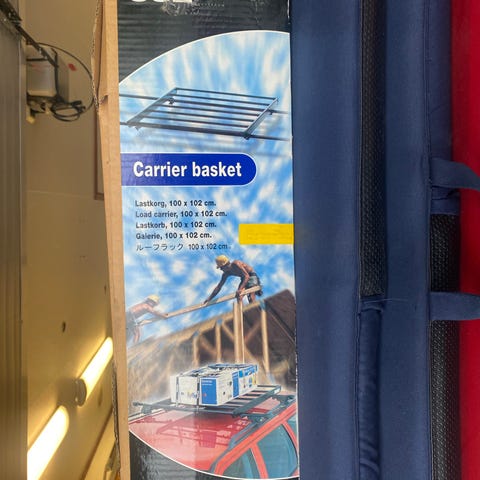 Carrier basket
Lastkorg, 100 x 102 cm.
Load carrier, 100 x 102 cm.
Lastkorb, 100 x 102 cm.
Galerie, 100 x 102 cm.
ルーフラック 100 x 102 cm.